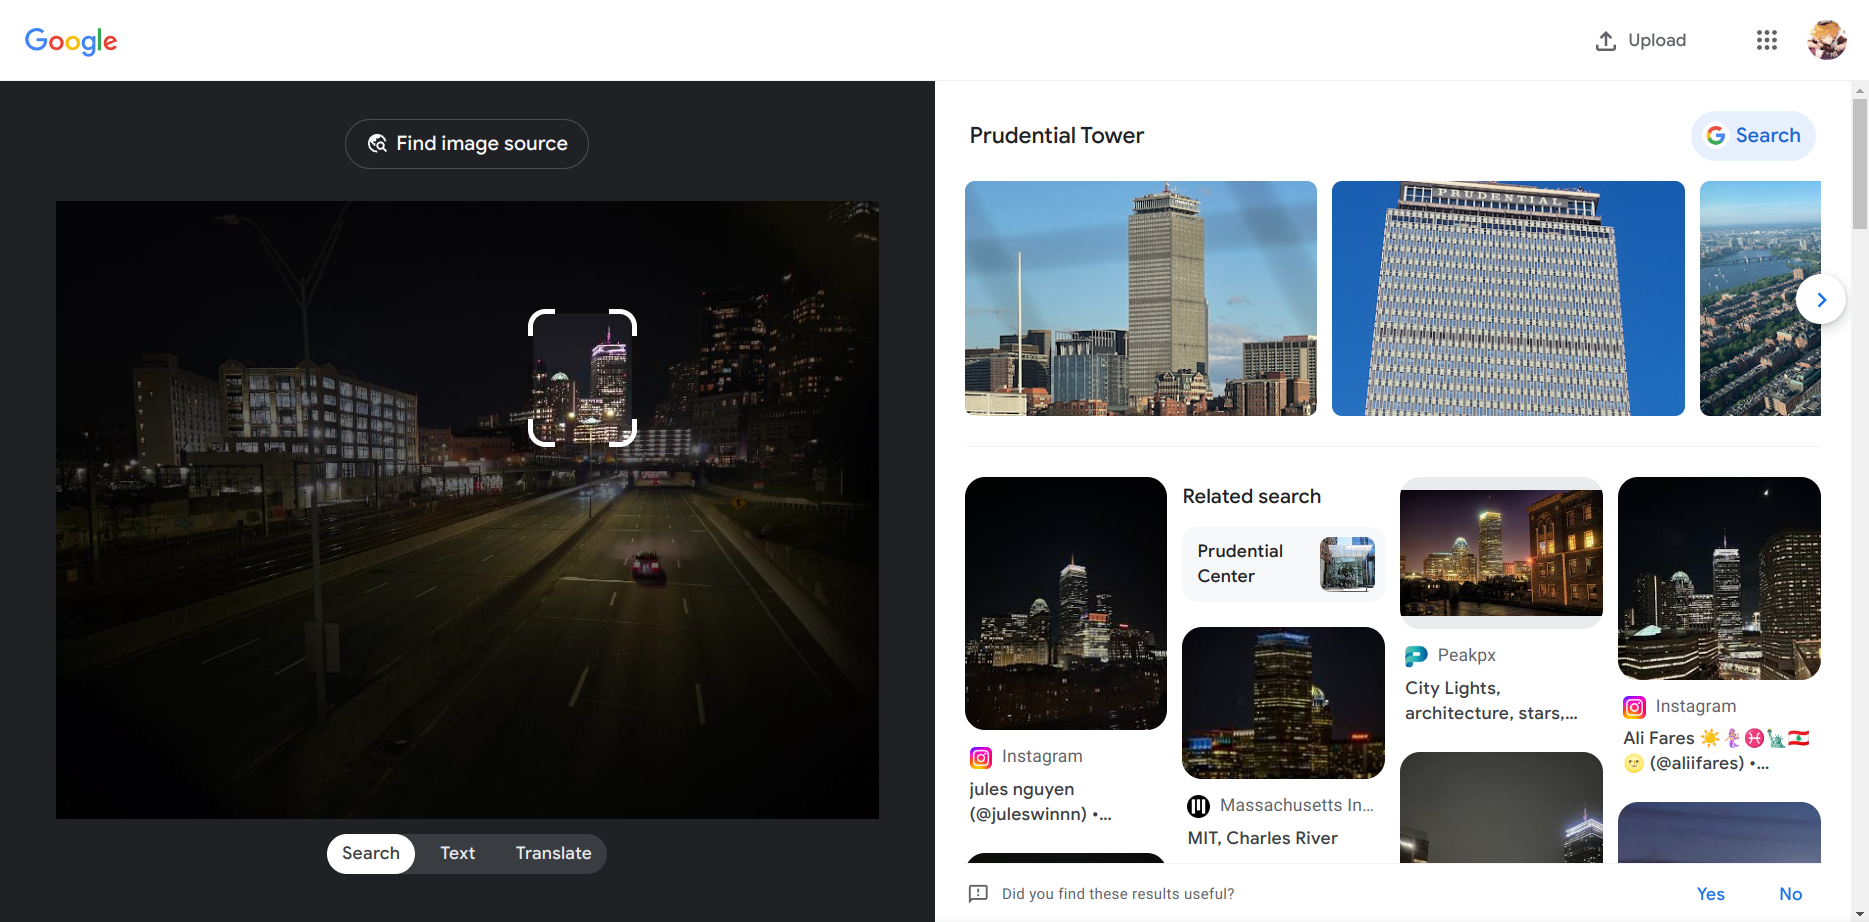 Google
Upload
Find image source
Prudential Tower
Search
PRUDENTIAL
Related search
Prudential
Center
Peakpx
City Lights,
architecture, stars,...
Instagram
Ali Fares ☀️🧜‍♀️♓🗽🇱🇧
🌝 (@aliifares) •...
Instagram
jules nguyen
(@juleswinnn) •...
Massachusetts In...
MIT, Charles River
Search
Text
Translate
Did you find these results useful?
Yes
No